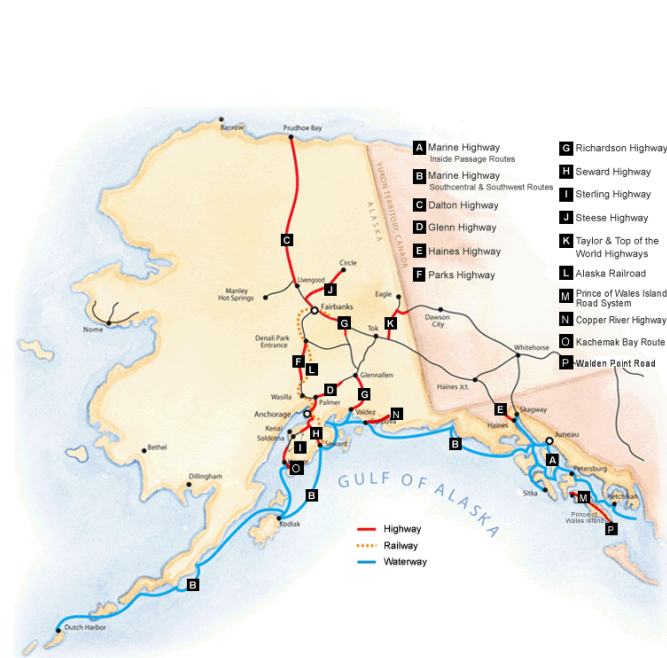 Barrow
Prudhoe Bay
A Marine Highway
Inside Passage Routes
B Marine Highway
Southcentral & Southwest Routes
C Dalton Highway
D Glenn Highway
E Haines Highway
F Parks Highway
G Richardson Highway
H Seward Highway
I Sterling Highway
J Steese Highway
K Taylor & Top of the
World Highways
L Alaska Railroad
M Prince of Wales Island
Road System
N Copper River Highway
O Kachemak Bay Route
P Walden Point Road
YUKON TERRITORY, CANADA
ALASKA
C
Circle
Livengood
Manley
Hot Springs
J
Eagle
Fairbanks
Nome
G
K
Dawson
City
Tok
Denali Park
Entrance
Whitehorse
F
L
Glennallen
Haines Jct.
D
Wasilla
Palmer
G
Anchorage
Valdez
N
E
Skagway
Haines
Kenai
Soldotna
H
Seward
I
B
Juneau
Bethel
A
O
Petersburg
Dillingham
GULF OF ALASKA
B
Sitka
M
Ketchikan
Prince of
Wales Island
P
Kodiak
Highway
Railway
Waterway
B
Dutch Harbor